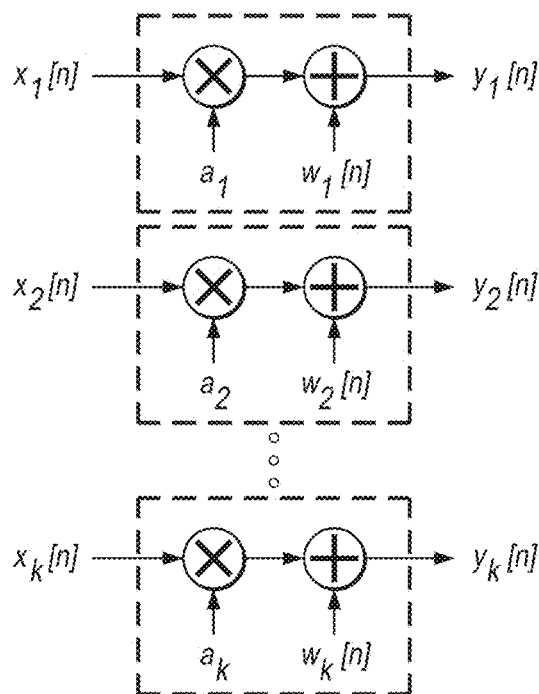 x₁[n] y₁[n]
a₁ w₁[n]
x₂[n] y₂[n]
a₂ w₂[n]
xₖ[n] yₖ[n]
aₖ wₖ[n]